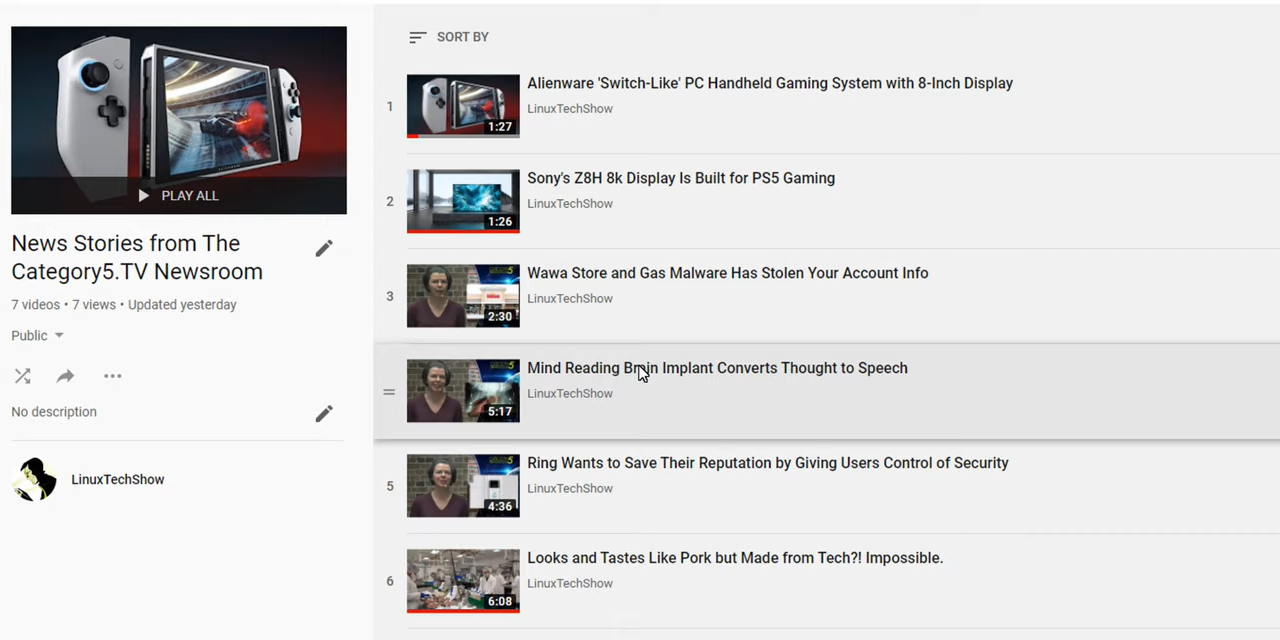 PLAY ALL
News Stories from The
Category5.TV Newsroom
7 videos • 7 views • Updated yesterday
Public
No description
LinuxTechShow
SORT BY
1
1:27
Alienware 'Switch-Like' PC Handheld Gaming System with 8-Inch Display
LinuxTechShow
2
1:26
Sony's Z8H 8k Display Is Built for PS5 Gaming
LinuxTechShow
3
2:30
Wawa Store and Gas Malware Has Stolen Your Account Info
LinuxTechShow
5:17
Mind Reading Brain Implant Converts Thought to Speech
LinuxTechShow
5
4:36
Ring Wants to Save Their Reputation by Giving Users Control of Security
LinuxTechShow
6
6:08
Looks and Tastes Like Pork but Made from Tech?! Impossible.
LinuxTechShow